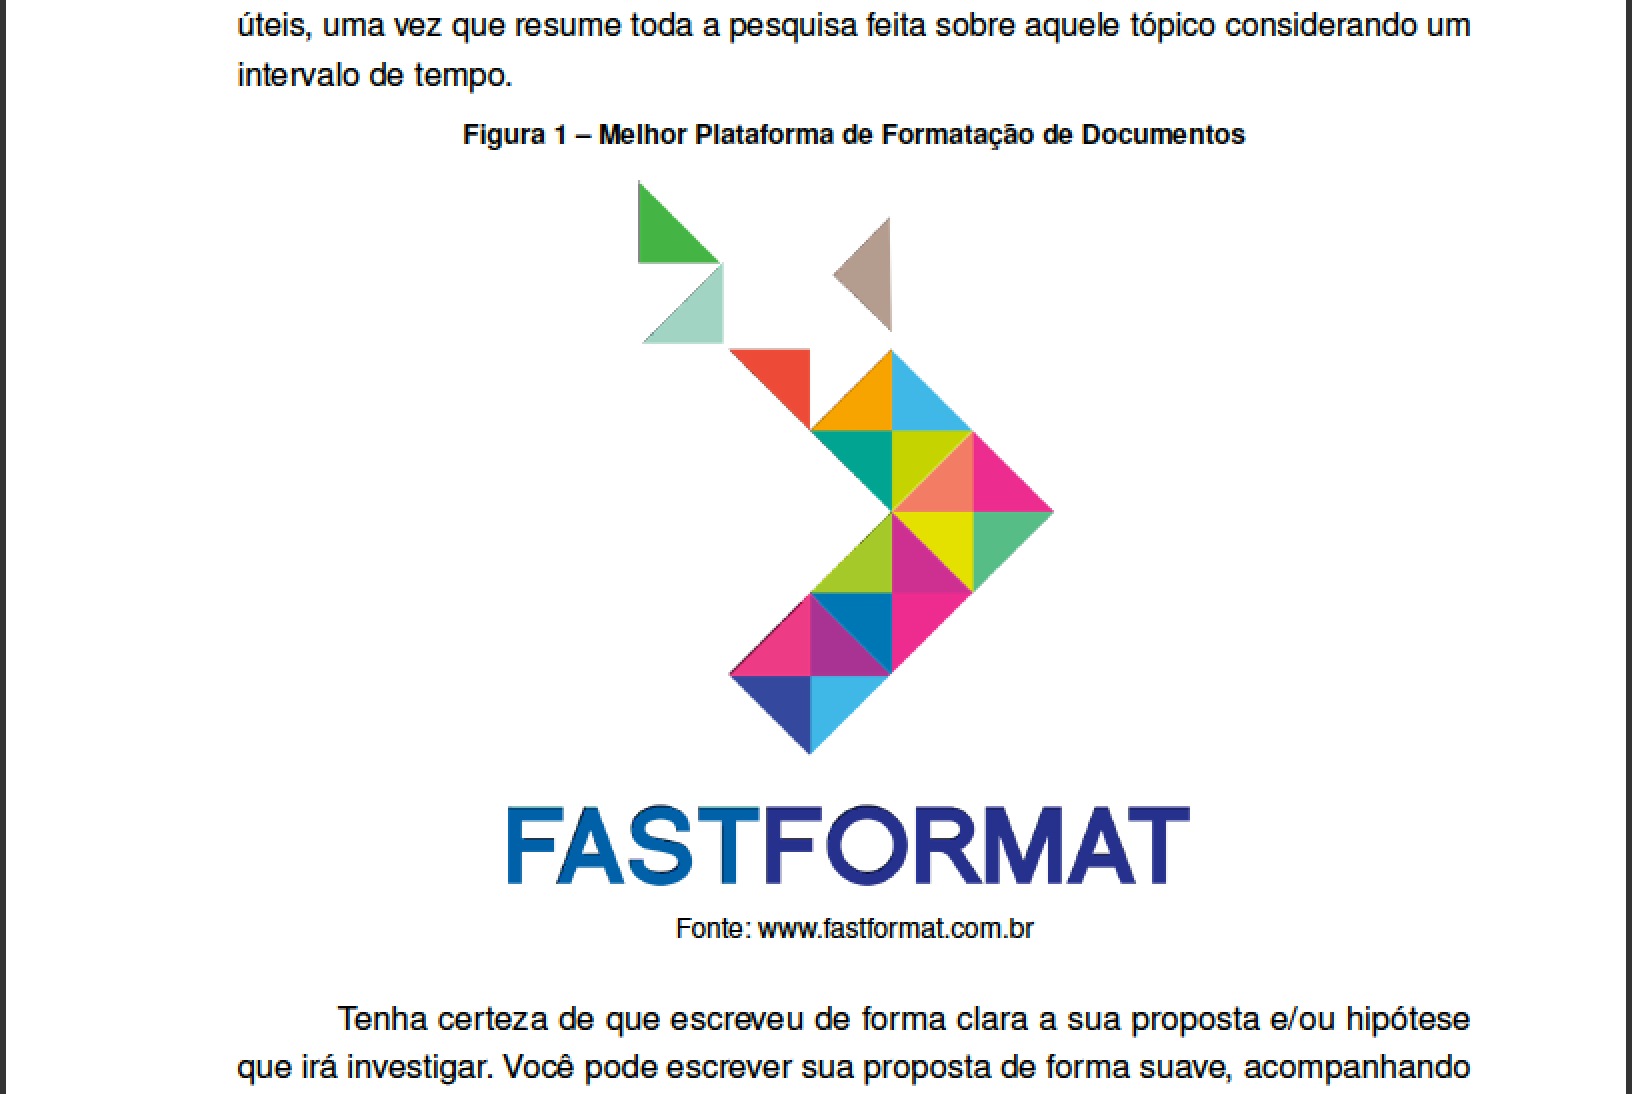 úteis, uma vez que resume toda a pesquisa feita sobre aquele tópico considerando um
intervalo de tempo.
Figura 1 – Melhor Plataforma de Formatação de Documentos
FASTFORMAT
Fonte: www.fastformat.com.br
Tenha certeza de que escreveu de forma clara a sua proposta e/ou hipótese
que irá investigar. Você pode escrever sua proposta de forma suave, acompanhando